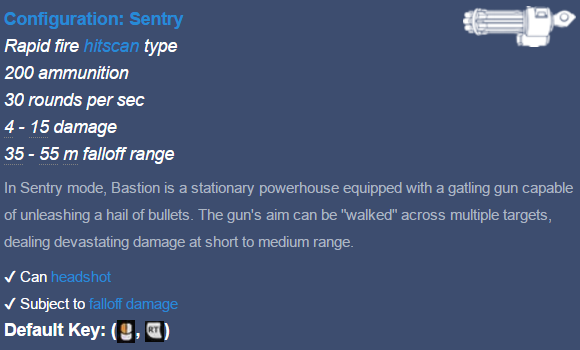 Configuration: Sentry
Rapid fire hitscan type
200 ammunition
30 rounds per sec
4 - 15 damage
35 - 55 m falloff range
In Sentry mode, Bastion is a stationary powerhouse equipped with a gatling gun capable
of unleashing a hail of bullets. The gun's aim can be "walked" across multiple targets,
dealing devastating damage at short to medium range.
✓ Can headshot
✓ Subject to falloff damage
Default Key: ( , RT )